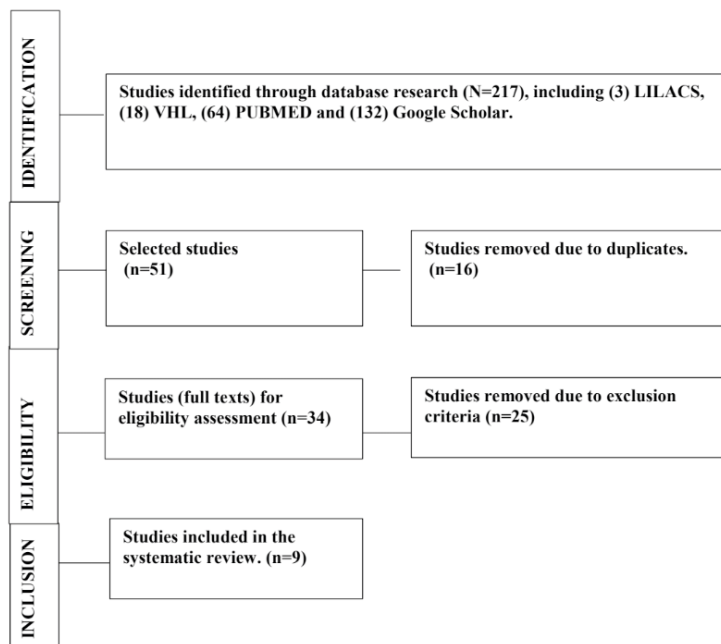 IDENTIFICATION
Studies identified through database research (N=217), including (3) LILACS,
(18) VHL, (64) PUBMED and (132) Google Scholar.
SCREENING
Selected studies
(n=51)
Studies removed due to duplicates.
(n=16)
ELIGIBILITY
Studies (full texts) for
eligibility assessment (n=34)
Studies removed due to exclusion
criteria (n=25)
INCLUSION
Studies included in the
systematic review. (n=9)